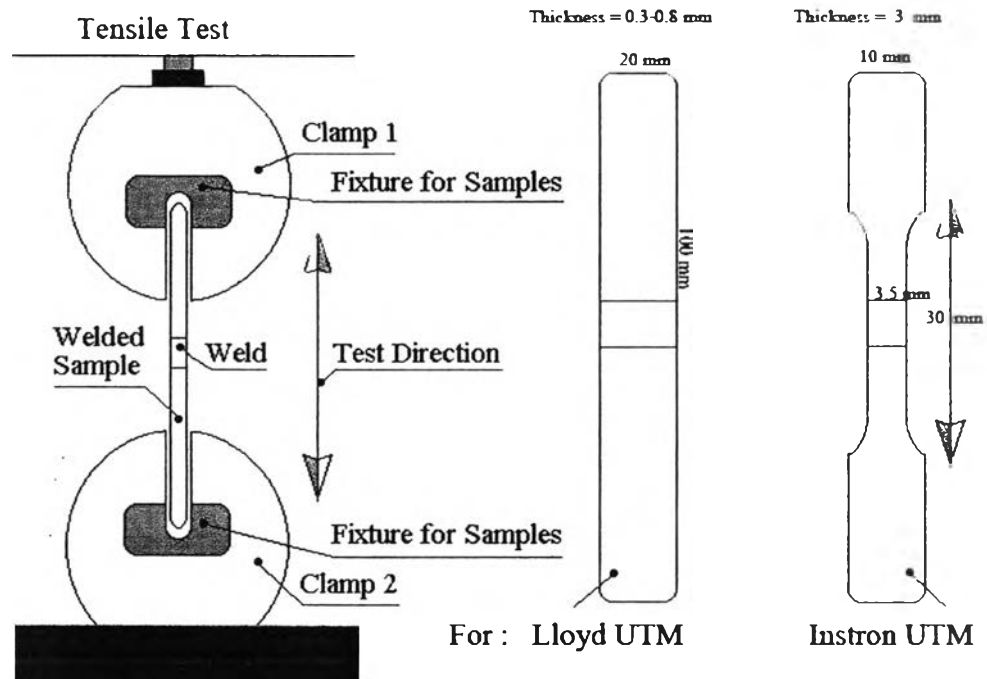 Tensile Test
Clamp 1
Fixture for Samples
Welded
Sample
Weld
Test Direction
Fixture for Samples
Clamp 2
Thickness = 0.3-0.8 mm
20 mm
100 mm
Thickness = 3 mm
10 mm
3.5 mm
30 mm
For : Lloyd UTM
Instron UTM